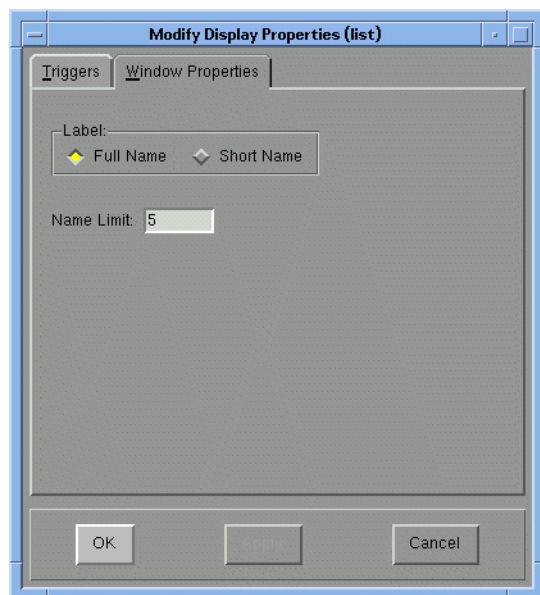 Modify Display Properties (list)
Triggers Window Properties
Label:
Full Name Short Name
Name Limit: 5
OK Apply Cancel